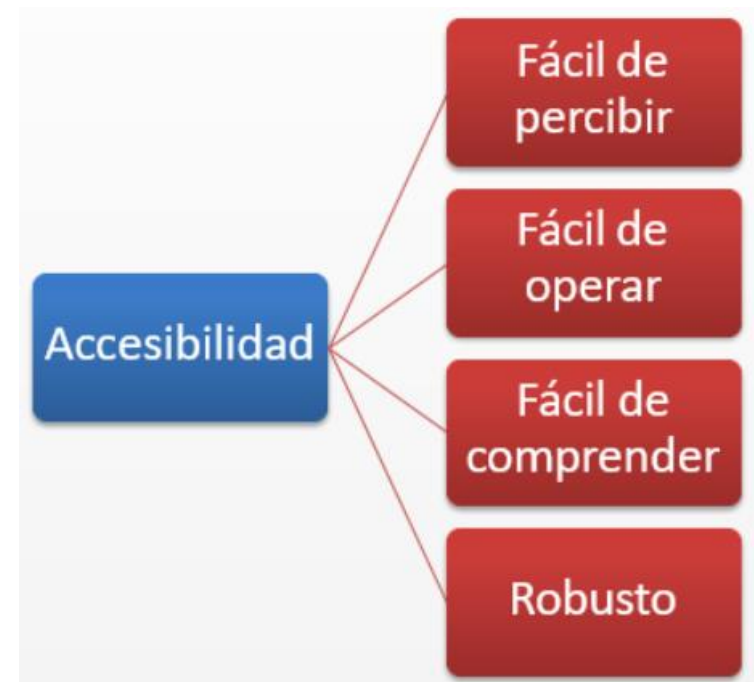 Accesibilidad
Fácil de
percibir
Fácil de
operar
Fácil de
comprender
Robusto